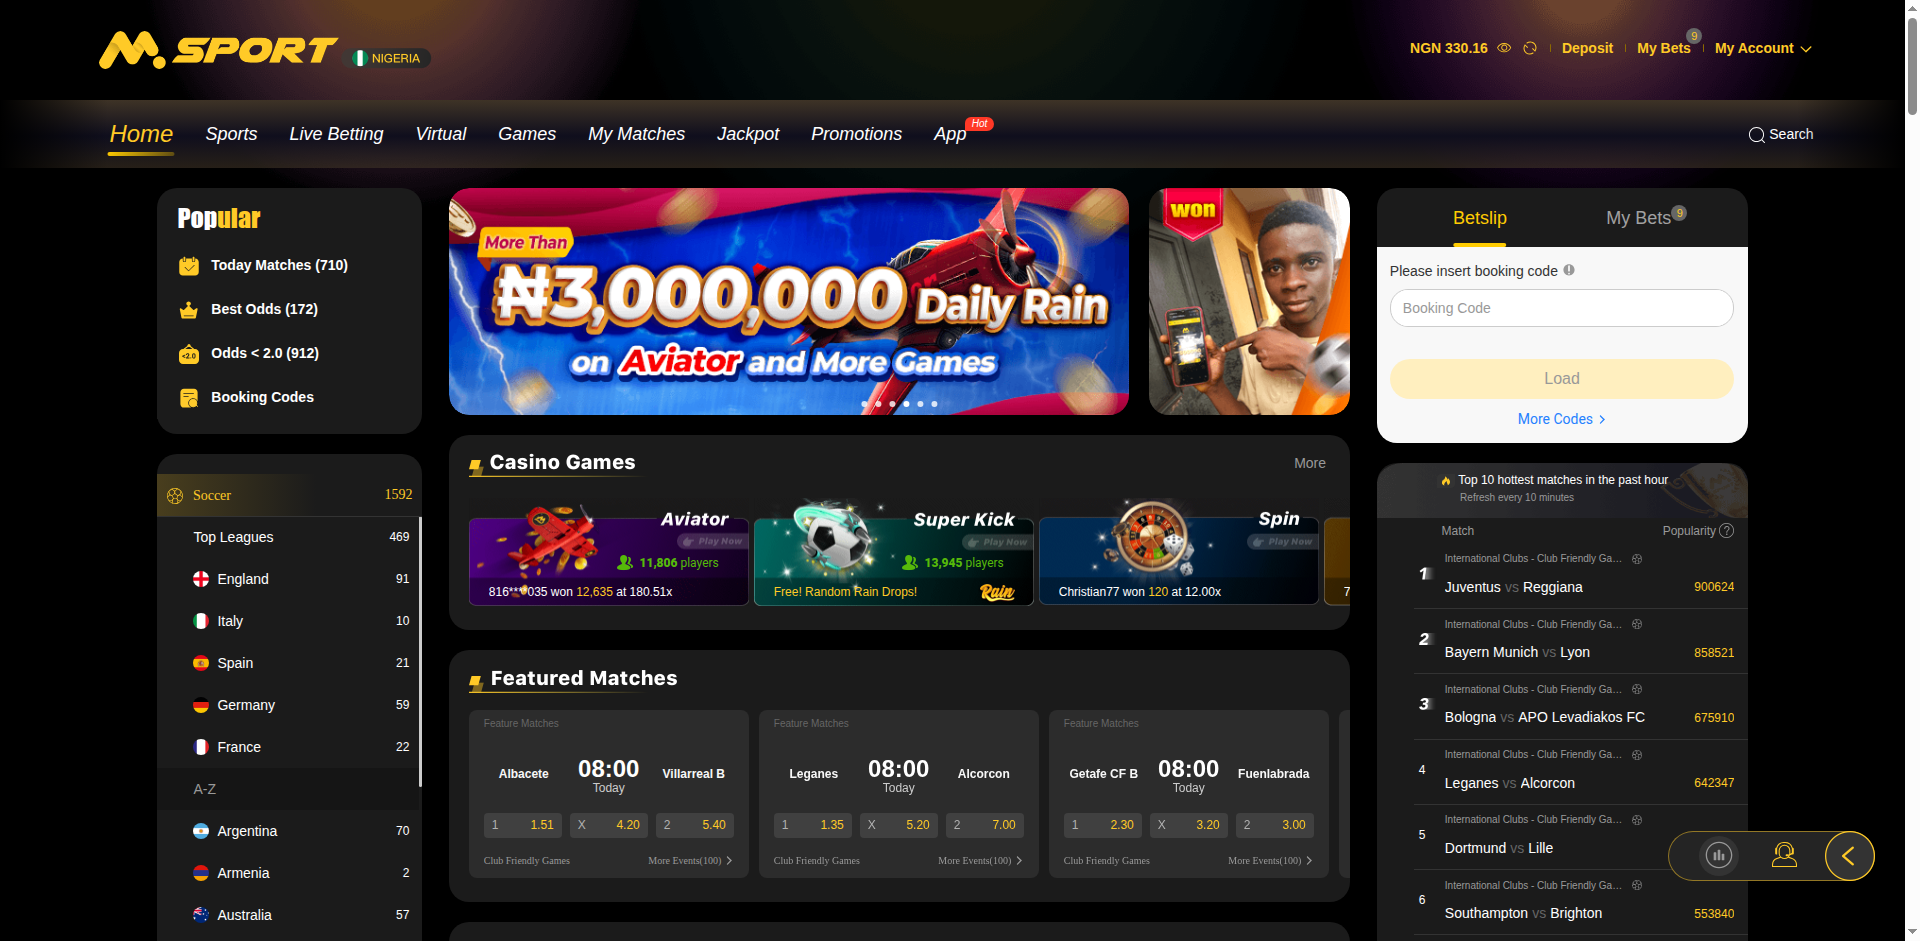 M.SPORT
NIGERIA
NGN 330.16
Deposit
My Bets
9
My Account
Home
Sports
Live Betting
Virtual
Games
My Matches
Jackpot
Promotions
App
Hot
Search
Popular
Today Matches (710)
Best Odds (172)
<2.0
Odds < 2.0 (912)
Booking Codes
Soccer 1592
Top Leagues 469
England 91
Italy 10
Spain 21
Germany 59
France 22
A-Z
Argentina 70
Armenia 2
Australia 57
More Than
₦3,000,000 Daily Rain
on Aviator and More Games
won
Casino Games
More
Aviator
Play Now
11,806 players
816***035 won 12,635 at 180.51x
Super Kick
Play Now
13,945 players
Free! Random Rain Drops!
Rain
Spin
Play Now
Christian77 won 120 at 12.00x
7
Featured Matches
Feature Matches
Albacete 08:00 Villarreal B
Today
1 1.51 X 4.20 2 5.40
Club Friendly Games More Events(100)
Feature Matches
Leganes 08:00 Alcorcon
Today
1 1.35 X 5.20 2 7.00
Club Friendly Games More Events(100)
Feature Matches
Getafe CF B 08:00 Fuenlabrada
Today
1 2.30 X 3.20 2 3.00
Club Friendly Games More Events(100)
Betslip
My Bets
9
Please insert booking code
Booking Code
Load
More Codes
Top 10 hottest matches in the past hour
Refresh every 10 minutes
Match Popularity ?
International Clubs - Club Friendly Ga...
1 Juventus vs Reggiana 900624
International Clubs - Club Friendly Ga...
2 Bayern Munich vs Lyon 858521
International Clubs - Club Friendly Ga...
3 Bologna vs APO Levadiakos FC 675910
International Clubs - Club Friendly Ga...
4 Leganes vs Alcorcon 642347
International Clubs - Club Friendly Ga...
5 Dortmund vs Lille
International Clubs - Club Friendly Ga...
6 Southampton vs Brighton 553840